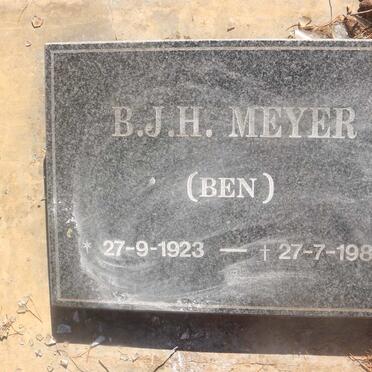 B.J.H. MEYER
(BEN)
* 27-9-1923 — † 27-7-198